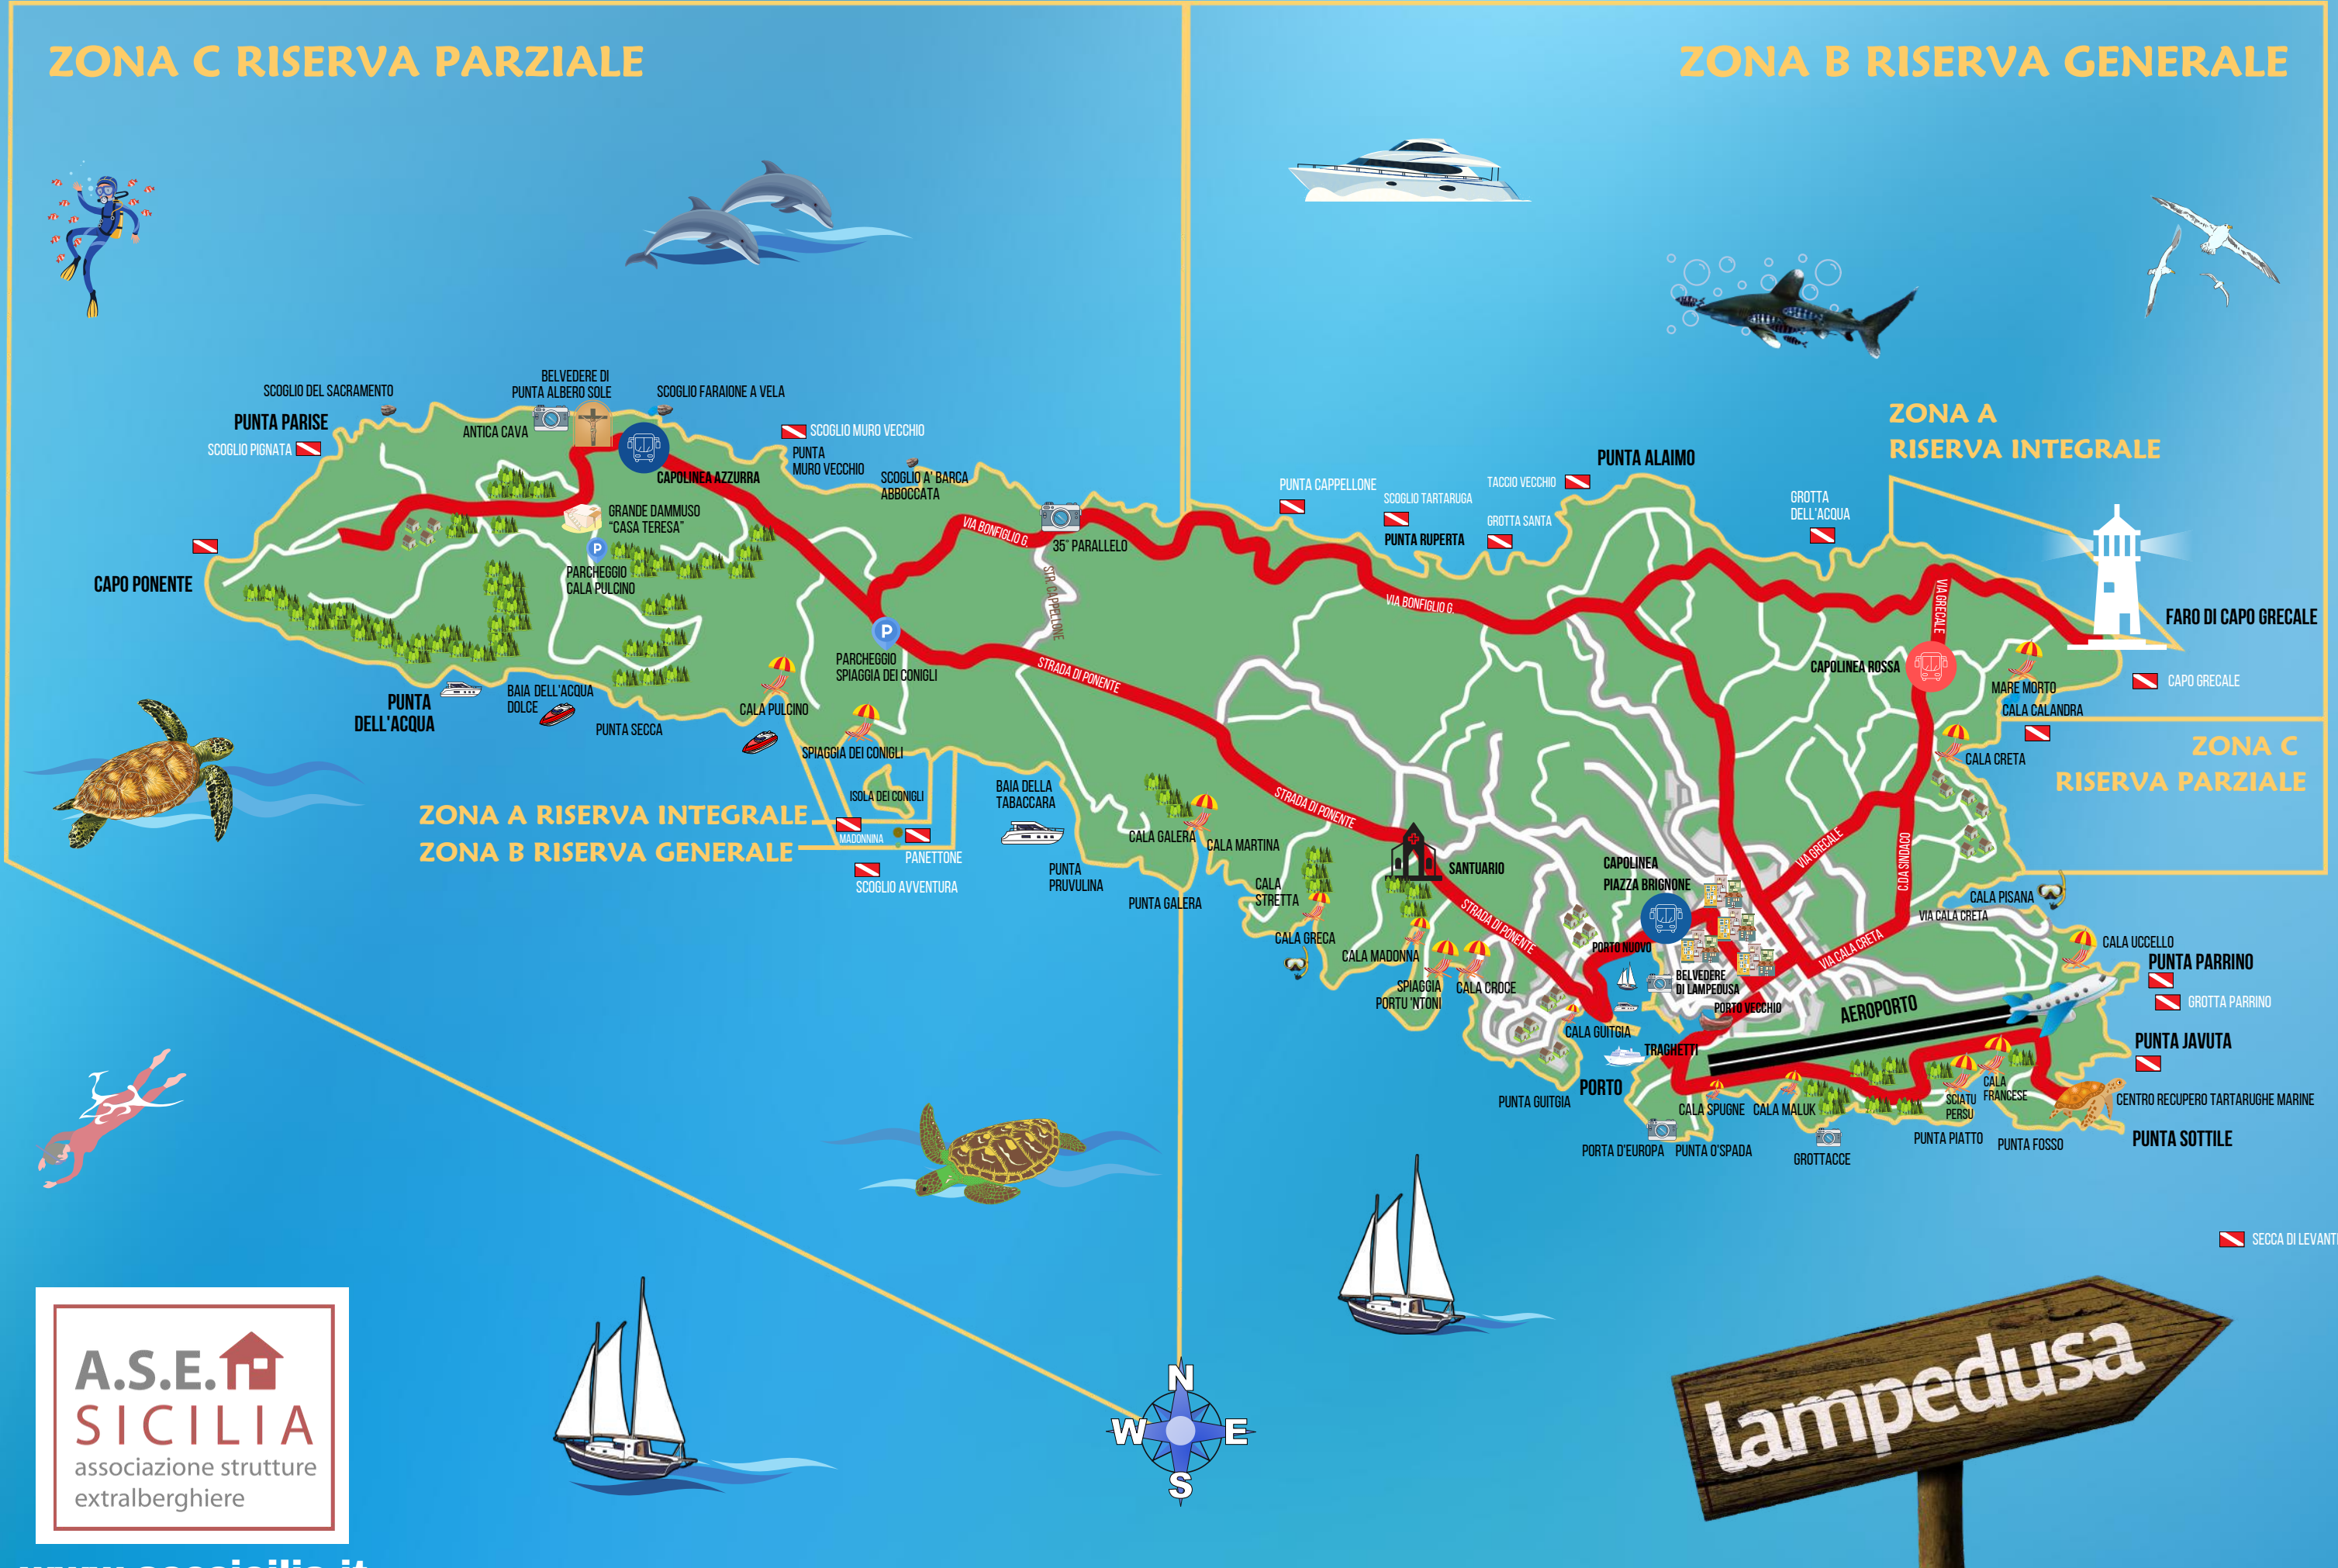 ZONA C RISERVA PARZIALE
ZONA B RISERVA GENERALE
SCOGLIO DEL SACRAMENTO
PUNTA PARISE
SCOGLIO PIGNATA
BELVEDERE DI
PUNTA ALBERO SOLE
ANTICA CAVA
SCOGLIO FARAIONE A VELA
CAPOLINEA AZZURRA
SCOGLIO MURO VECCHIO
PUNTA
MURO VECCHIO
SCOGLIO A' BARCA
ABBOCCATA
GRANDE DAMMUSO
"CASA TERESA"
P
PARCHEGGIO
CALA PULCINO
CAPO PONENTE
VIA BONFIGLIO G.
35° PARALLELO
STR. CAPPELLONE
PUNTA CAPPELLONE
SCOGLIO TARTARUGA
PUNTA RUPERTA
TACCIO VECCHIO
GROTTA SANTA
PUNTA ALAIMO
GROTTA
DELL'ACQUA
ZONA A
RISERVA INTEGRALE
VIA BONFIGLIO G.
VIA GRECALE
FARO DI CAPO GRECALE
CAPOLINEA ROSSA
MARE MORTO
CAPO GRECALE
CALA CALANDRA
CALA CRETA
ZONA C
RISERVA PARZIALE
P
PARCHEGGIO
SPIAGGIA DEI CONIGLI
STRADA DI PONENTE
PUNTA
DELL'ACQUA
BAIA DELL'ACQUA
DOLCE
PUNTA SECCA
CALA PULCINO
SPIAGGIA DEI CONIGLI
ISOLA DEI CONIGLI
ZONA A RISERVA INTEGRALE
ZONA B RISERVA GENERALE
MADONNINA
PANETTONE
SCOGLIO AVVENTURA
BAIA DELLA
TABACCARA
PUNTA
PRUVULINA
CALA GALERA
CALA MARTINA
PUNTA GALERA
STRADA DI PONENTE
SANTUARIO
CALA
STRETTA
CALA GRECA
CALA MADONNA
STRADA DI PONENTE
SPIAGGIA
PORTU 'NTONI
CALA CROCE
CAPOLINEA
PIAZZA BRIGNONE
PORTO NUOVO
BELVEDERE
DI LAMPEDUSA
PORTO VECCHIO
CALA GUITGIA
TRAGHETTI
PORTO
PUNTA GUITGIA
VIA GRECALE
C.DA SINDACO
VIA CALA CRETA
VIA CALA CRETA
CALA PISANA
CALA UCCELLO
PUNTA PARRINO
GROTTA PARRINO
AEROPORTO
PUNTA JAVUTA
CALA SPUGNE
CALA MALUK
SCIATU
PERSU
CALA
FRANCESE
CENTRO RECUPERO TARTARUGHE MARINE
PORTA D'EUROPA
PUNTA O'SPADA
GROTTACCE
PUNTA PIATTO
PUNTA FOSSO
PUNTA SOTTILE
SECCA DI LEVANT
N
W
E
S
lampedusa
A.S.E.
SICILIA
associazione strutture
extralberghiere